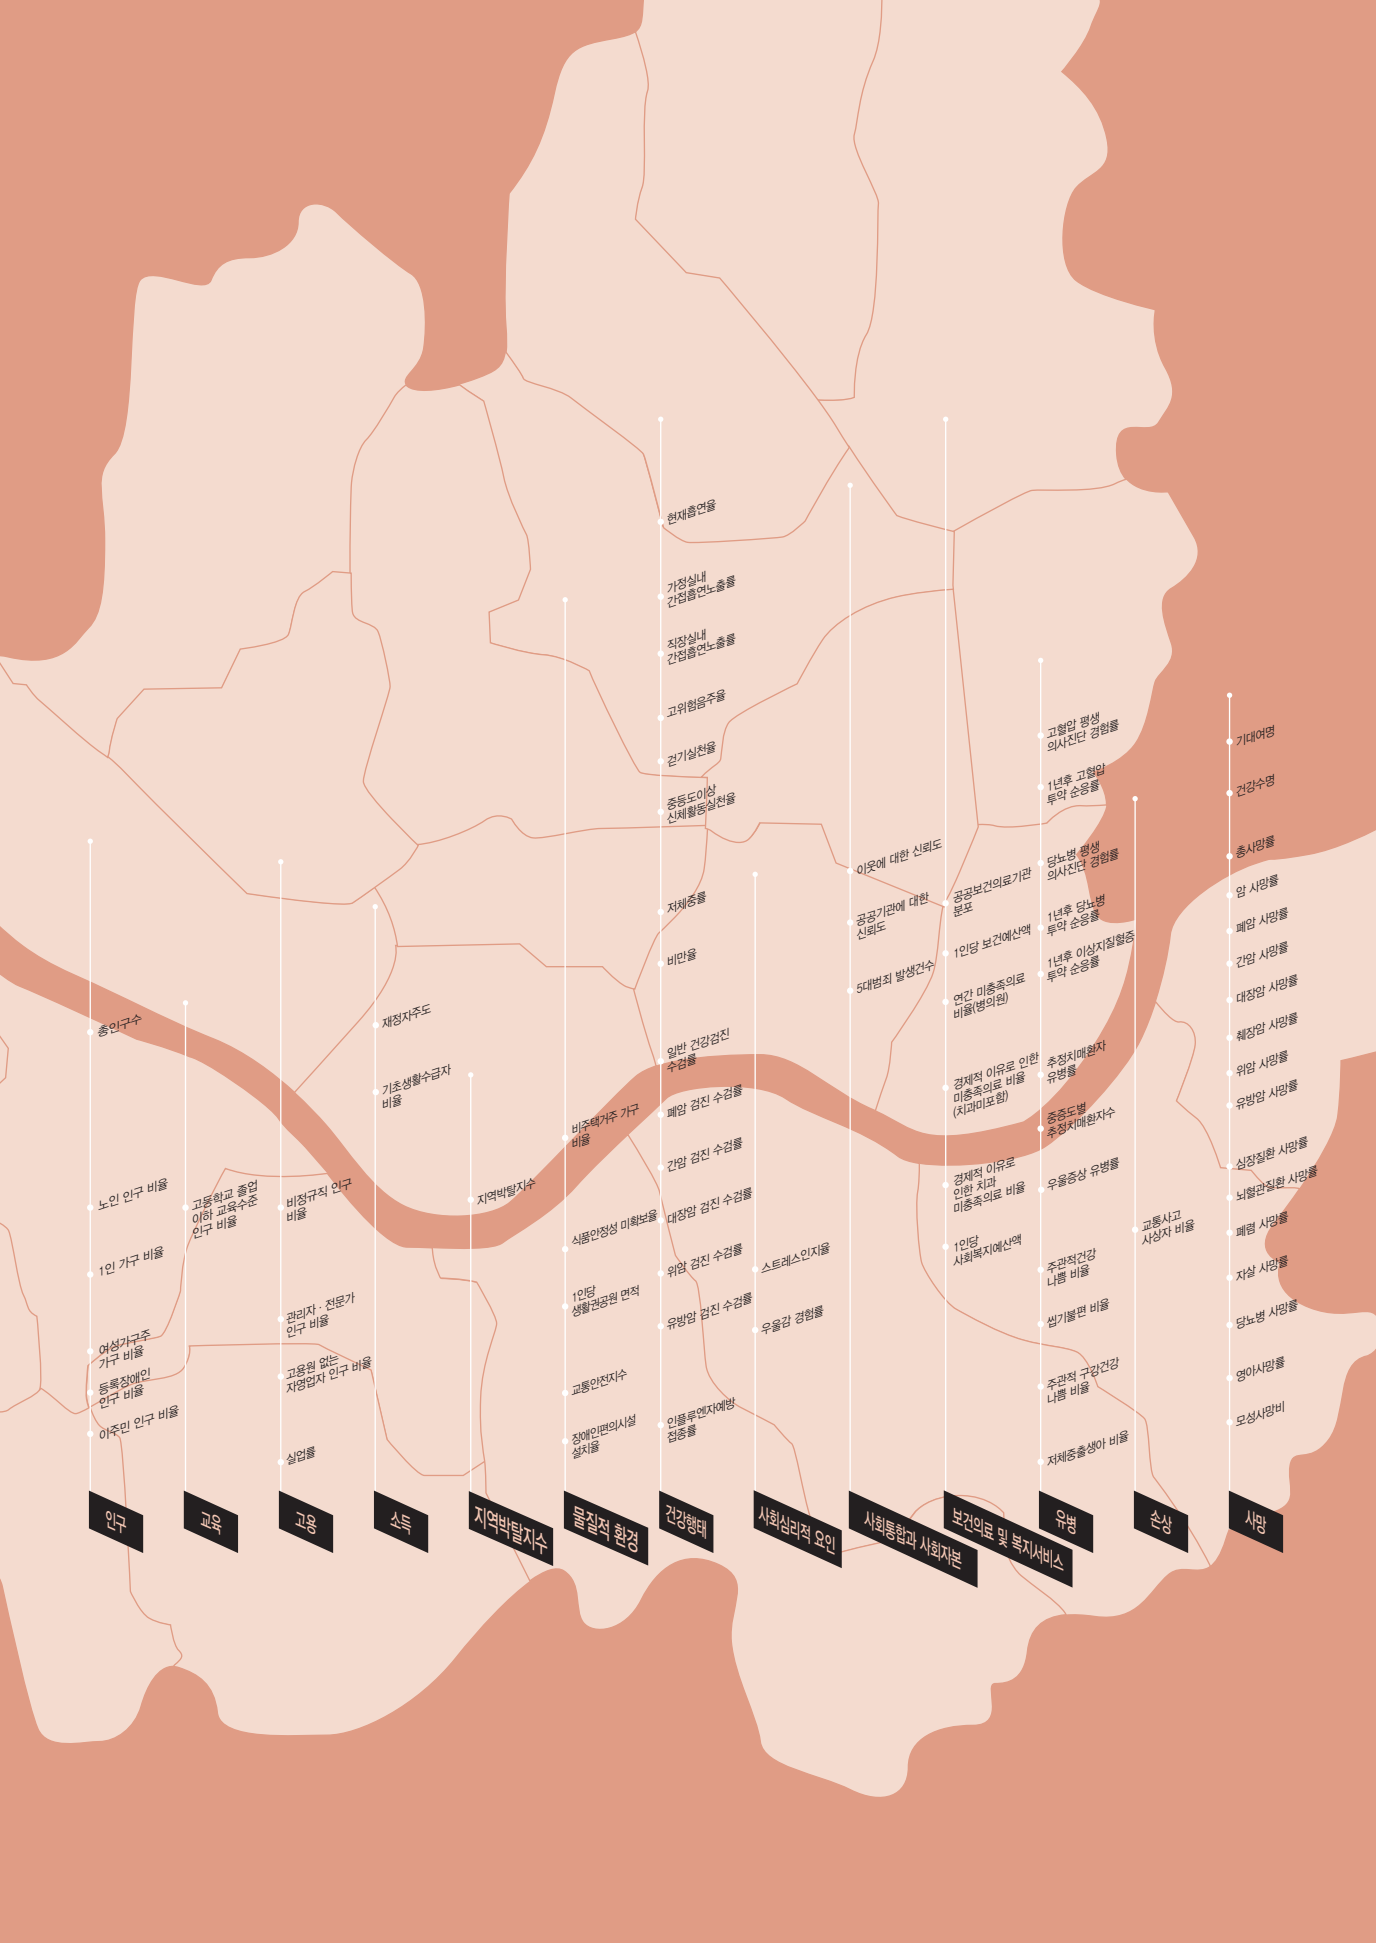 총인구수
노인 인구 비율
1인 가구 비율
여성가구주
가구 비율
등록장애인
인구 비율
이주민 인구 비율
인구
고등학교 졸업
이하 교육수준
인구 비율
교육
비정규직 인구
비율
관리자 · 전문가
인구 비율
고용원 없는
자영업자 인구 비율
실업률
고용
재정자주도
기초생활수급자
비율
소득
지역박탈지수
지역박탈지수
비주택거주 가구
비율
식품안정성 미확보율
1인당
생활권공원 면적
교통안전지수
장애인편의시설
설치율
물질적 환경
현재흡연율
가정실내
간접흡연노출률
직장실내
간접흡연노출률
고위험음주율
걷기실천율
중등도이상
신체활동실천율
저체중률
비만율
일반 건강검진
수검률
폐암 검진 수검률
간암 검진 수검률
대장암 검진 수검률
위암 검진 수검률
유방암 검진 수검률
인플루엔자예방
접종률
건강행태
스트레스인지율
우울감 경험률
사회심리적 요인
이웃에 대한 신뢰도
공공기관에 대한
신뢰도
5대범죄 발생건수
사회통합과 사회자본
공공보건의료기관
분포
1인당 보건예산액
연간 미충족의료
비율(병의원)
경제적 이유로 인한
미충족의료 비율
(치과미포함)
경제적 이유로
인한 치과
미충족의료 비율
1인당
사회복지예산액
보건의료 및 복지서비스
고혈압 평생
의사진단 경험률
1년후 고혈압
투약 순응률
당뇨병 평생
의사진단 경험률
1년후 당뇨병
투약 순응률
1년후 이상지질혈증
투약 순응률
추정치매환자
유병률
중증도별
추정치매환자수
우울증상 유병률
주관적건강
나쁨 비율
씹기불편 비율
주관적 구강건강
나쁨 비율
저체중출생아 비율
유병
교통사고
사상자 비율
손상
기대여명
건강수명
총사망률
암 사망률
폐암 사망률
간암 사망률
대장암 사망률
췌장암 사망률
위암 사망률
유방암 사망률
심장질환 사망률
뇌혈관질환 사망률
폐렴 사망률
자살 사망률
당뇨병 사망률
영아사망률
모성사망비
사망